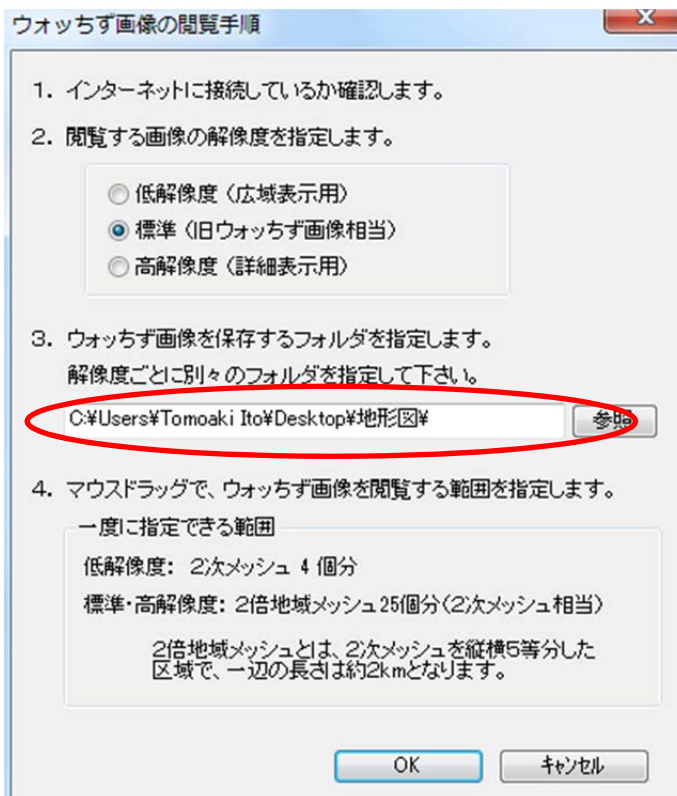 ウォッちず画像の閲覧手順
1. インターネットに接続しているか確認します。
2. 閲覧する画像の解像度を指定します。
低解像度（広域表示用）
標準（旧ウォッちず画像相当）
高解像度（詳細表示用）
3. ウォッちず画像を保存するフォルダを指定します。
解像度ごとに別々のフォルダを指定して下さい。
C:¥Users¥Tomoaki Ito¥Desktop¥地形図¥ 参照
4. マウスドラッグで、ウォッちず画像を閲覧する範囲を指定します。
一度に指定できる範囲
低解像度: 2次メッシュ 4 個分
標準・高解像度: 2倍地域メッシュ25個分(2次メッシュ相当)
2倍地域メッシュとは、2次メッシュを縦横5等分した
区域で、一辺の長さは約2kmとなります。
OK キャンセル